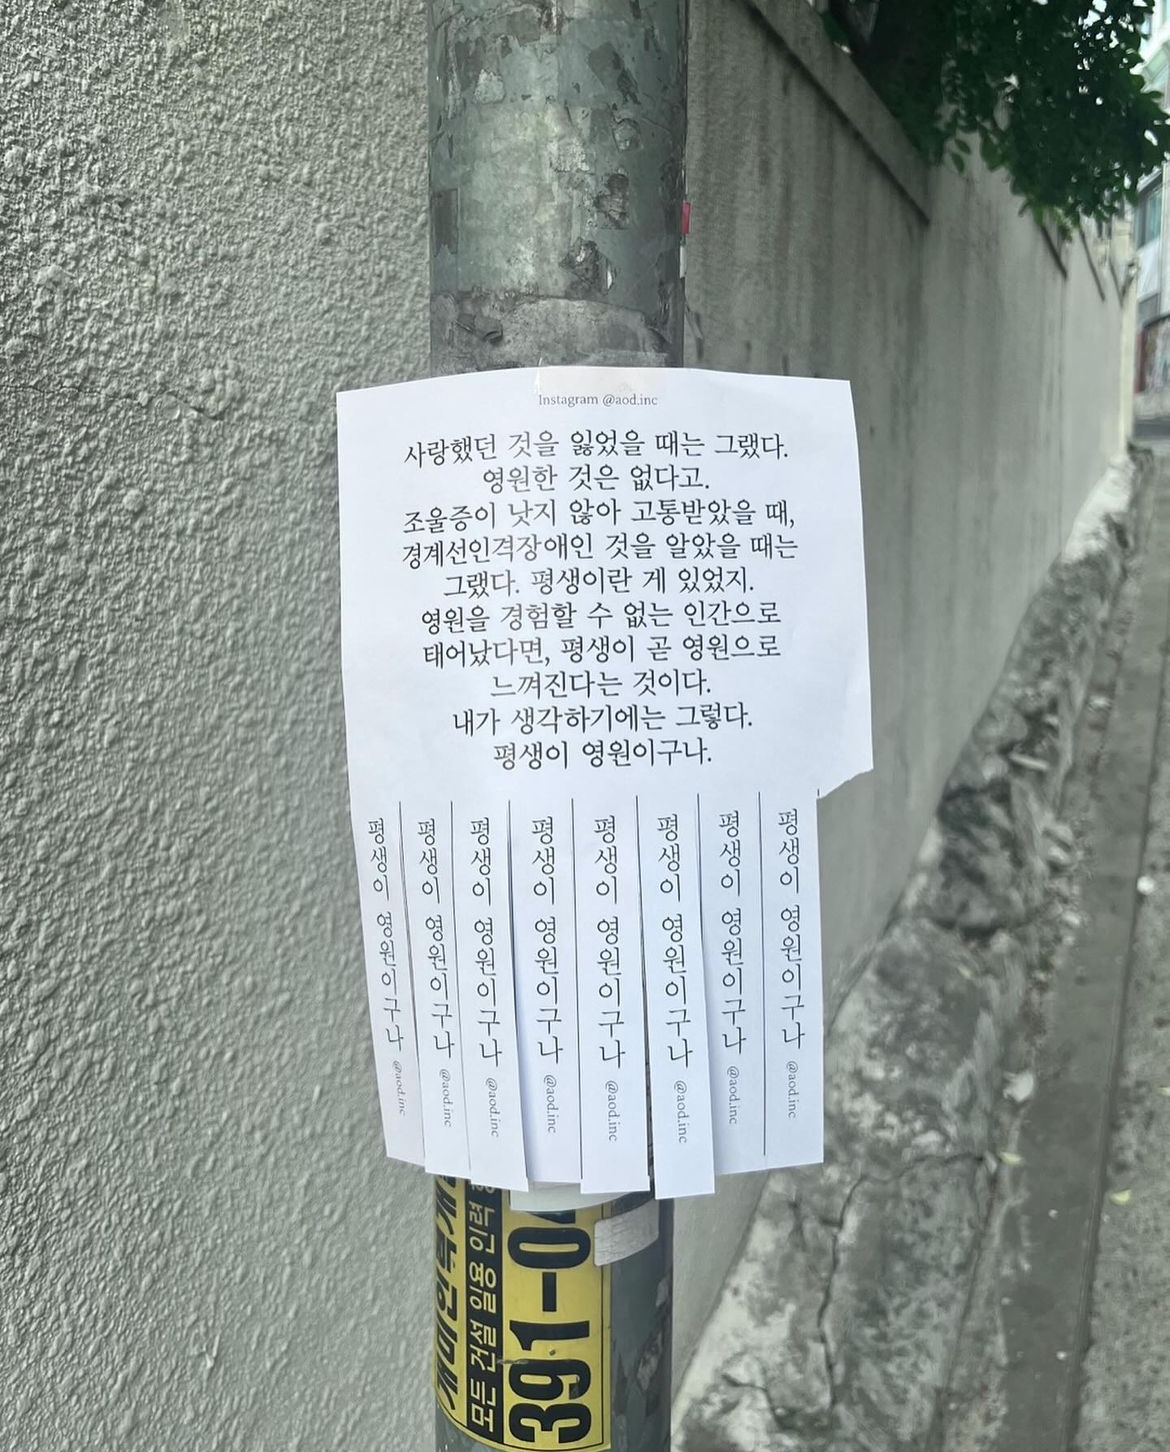 Instagram @aod.inc
사랑했던 것을 잃었을 때는 그랬다.
영원한 것은 없다고.
조울증이 낫지 않아 고통받았을 때,
경계선인격장애인 것을 알았을 때는
그랬다. 평생이란 게 있었지.
영원을 경험할 수 없는 인간으로
태어났다면, 평생이 곧 영원으로
느껴진다는 것이다.
내가 생각하기에는 그렇다.
평생이 영원이구나.
평생이 영원이구나 @aod.inc
평생이 영원이구나 @aod.inc
평생이 영원이구나 @aod.inc
평생이 영원이구나 @aod.inc
평생이 영원이구나 @aod.inc
평생이 영원이구나 @aod.inc
평생이 영원이구나 @aod.inc
평생이 영원이구나 @aod.inc
모든 건설 일용 인력
391-0